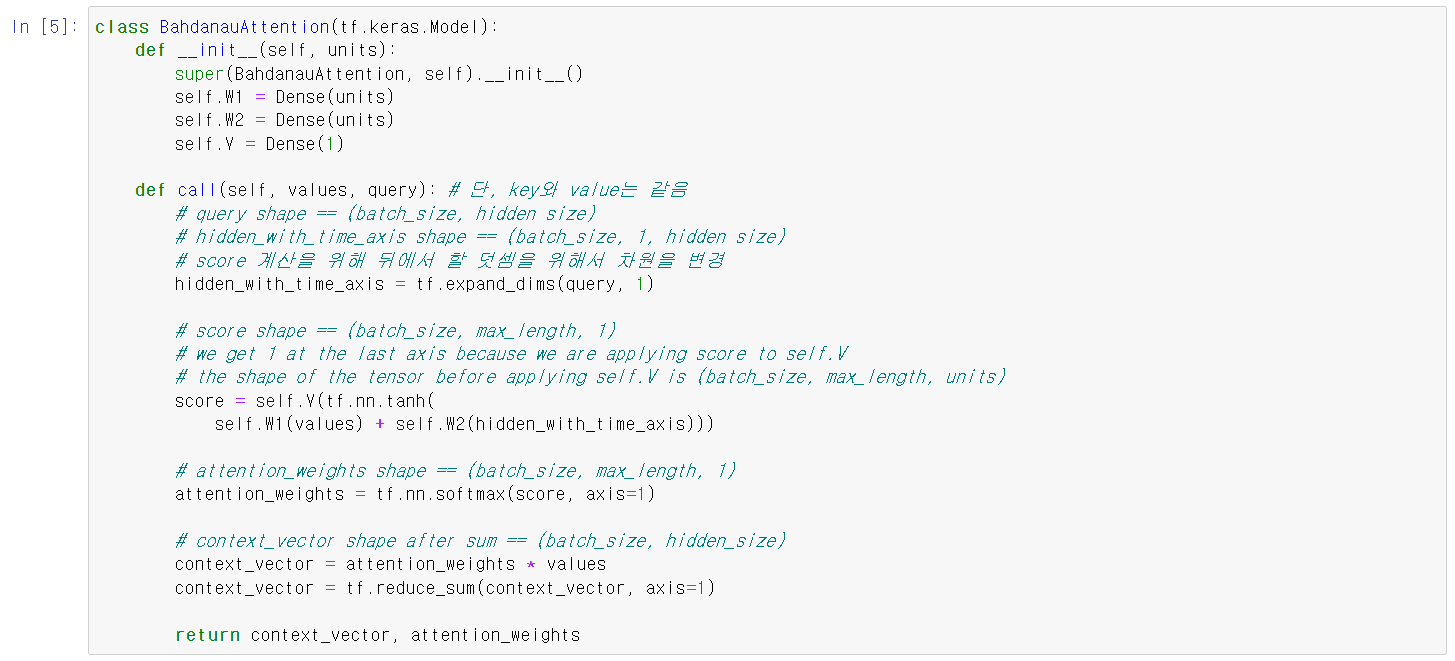 In [5]:
class BahdanauAttention(tf.keras.Model):
    def __init__(self, units):
        super(BahdanauAttention, self).__init__()
        self.W1 = Dense(units)
        self.W2 = Dense(units)
        self.V = Dense(1)
    def call(self, values, query): # 단, key와 value는 같음
        # query shape == (batch_size, hidden size)
        # hidden_with_time_axis shape == (batch_size, 1, hidden size)
        # score 계산을 위해 뒤에서 할 덧셈을 위해서 차원을 변경
        hidden_with_time_axis = tf.expand_dims(query, 1)
        # score shape == (batch_size, max_length, 1)
        # we get 1 at the last axis because we are applying score to self.V
        # the shape of the tensor before applying self.V is (batch_size, max_length, units)
        score = self.V(tf.nn.tanh(
            self.W1(values) + self.W2(hidden_with_time_axis)))
        # attention_weights shape == (batch_size, max_length, 1)
        attention_weights = tf.nn.softmax(score, axis=1)
        # context_vector shape after sum == (batch_size, hidden_size)
        context_vector = attention_weights * values
        context_vector = tf.reduce_sum(context_vector, axis=1)
        return context_vector, attention_weights